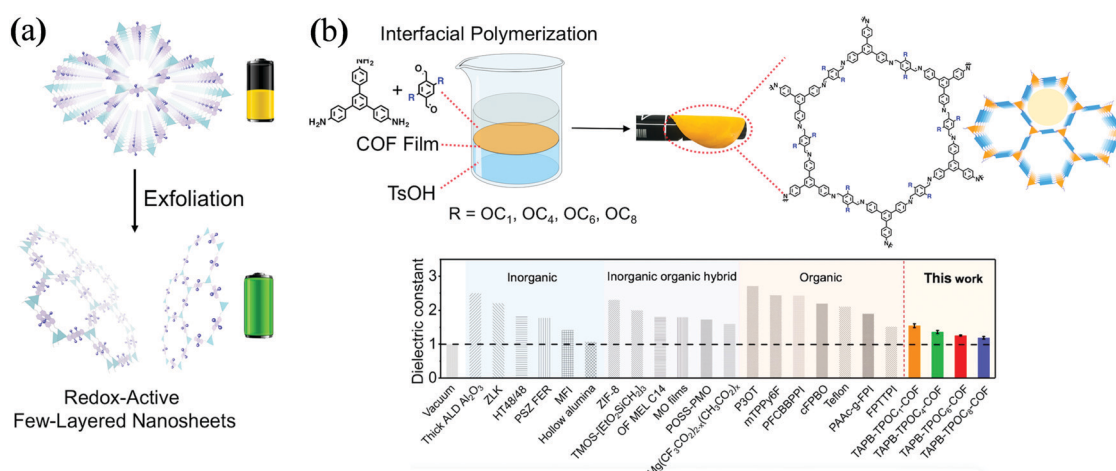 (a)
Exfoliation
Redox-Active
Few-Layered Nanosheets
(b)
Interfacial Polymerization
NH2
H2N
NH2
+
R
R
O
O
COF Film
TsOH
R = OC1, OC4, OC6, OC8
Dielectric constant
3
2
1
0
Inorganic
Inorganic organic hybrid
Organic
This work
Vacuum
Thick ALD Al2O3
ZLK
HT48/48
PSZ FER
MFI
Hollow alumina
ZIF-8
TMOS-[EtO2SiCH2]3
OF MEL C14
MO films
POSS-PMO
Mg(CF3CO2)2-x(CH3CO2)x
P3OT
mTPPy6F
PFCBBPPI
cFPBO
Teflon
PAAc-g-FPI
FPTTPI
TAPB-TPOC1-COF
TAPB-TPOC4-COF
TAPB-TPOC6-COF
TAPB-TPOC8-COF